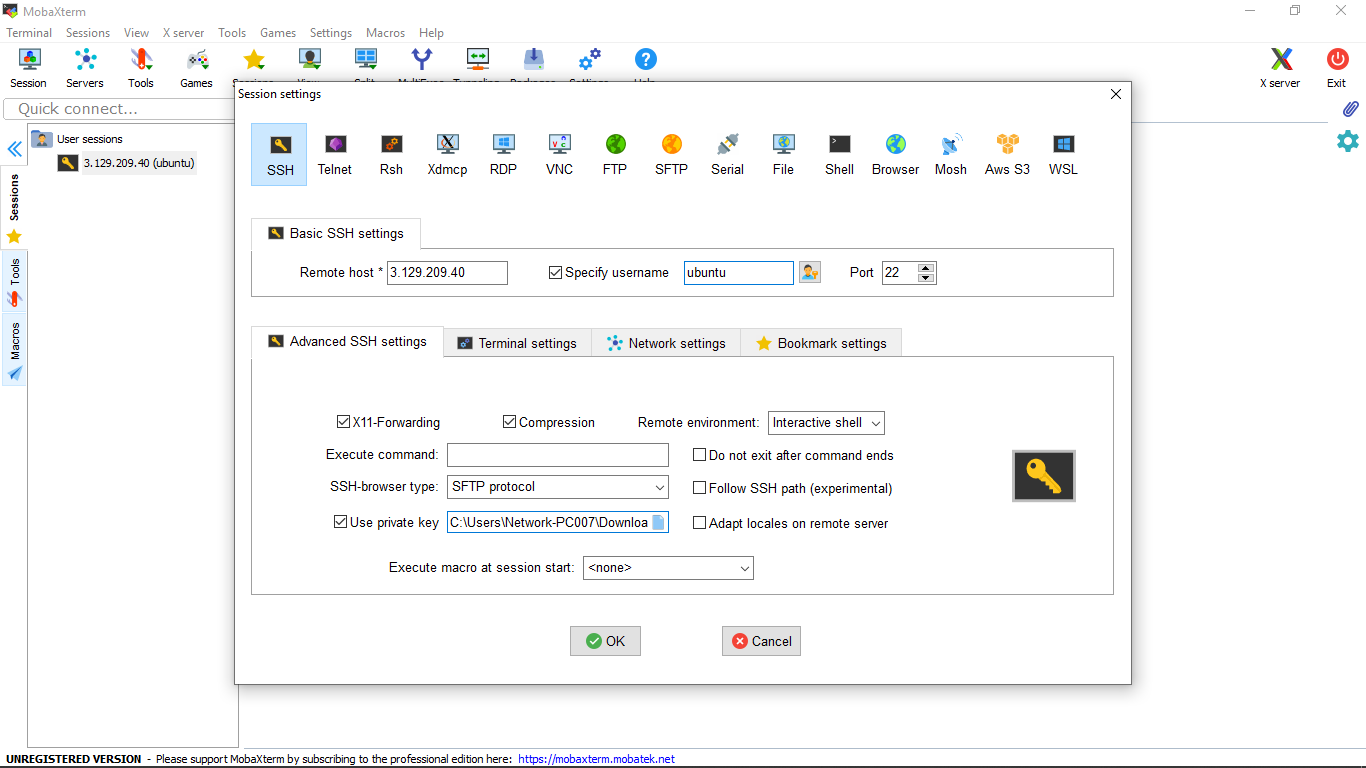 MobaXterm
Terminal Sessions View X server Tools Games Settings Macros Help
Session Servers Tools Games X server Exit
Quick connect...
User sessions
3.129.209.40 (ubuntu)
Sessions
Tools
Macros
Session settings
SSH Telnet Rsh Xdmcp RDP VNC FTP SFTP Serial File Shell Browser Mosh Aws S3 WSL
Basic SSH settings
Remote host * 3.129.209.40 Specify username ubuntu Port 22
Advanced SSH settings Terminal settings Network settings Bookmark settings
X11-Forwarding Compression Remote environment: Interactive shell
Execute command: Do not exit after command ends
SSH-browser type: SFTP protocol Follow SSH path (experimental)
Use private key C:\Users\Network-PC007\Downloa Adapt locales on remote server
Execute macro at session start: <none>
OK Cancel
UNREGISTERED VERSION - Please support MobaXterm by subscribing to the professional edition here: https://mobaxterm.mobatek.net